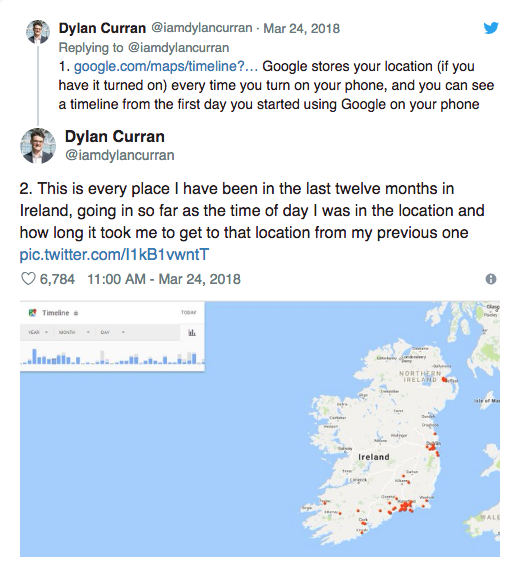 Dylan Curran @iamdylancurran · Mar 24, 2018
Replying to @iamdylancurran
1. google.com/maps/timeline?… Google stores your location (if you
have it turned on) every time you turn on your phone, and you can see
a timeline from the first day you started using Google on your phone
Dylan Curran
@iamdylancurran
2. This is every place I have been in the last twelve months in
Ireland, going in so far as the time of day I was in the location and
how long it took me to get to that location from my previous one
pic.twitter.com/I1kB1vwntT
6,784 11:00 AM - Mar 24, 2018
Timeline
TODAY
YEAR MONTH DAY
NORTHERN
IRELAND
Belfast
Isle of Man
Dublin
Ireland
Limerick
Cork
WALE